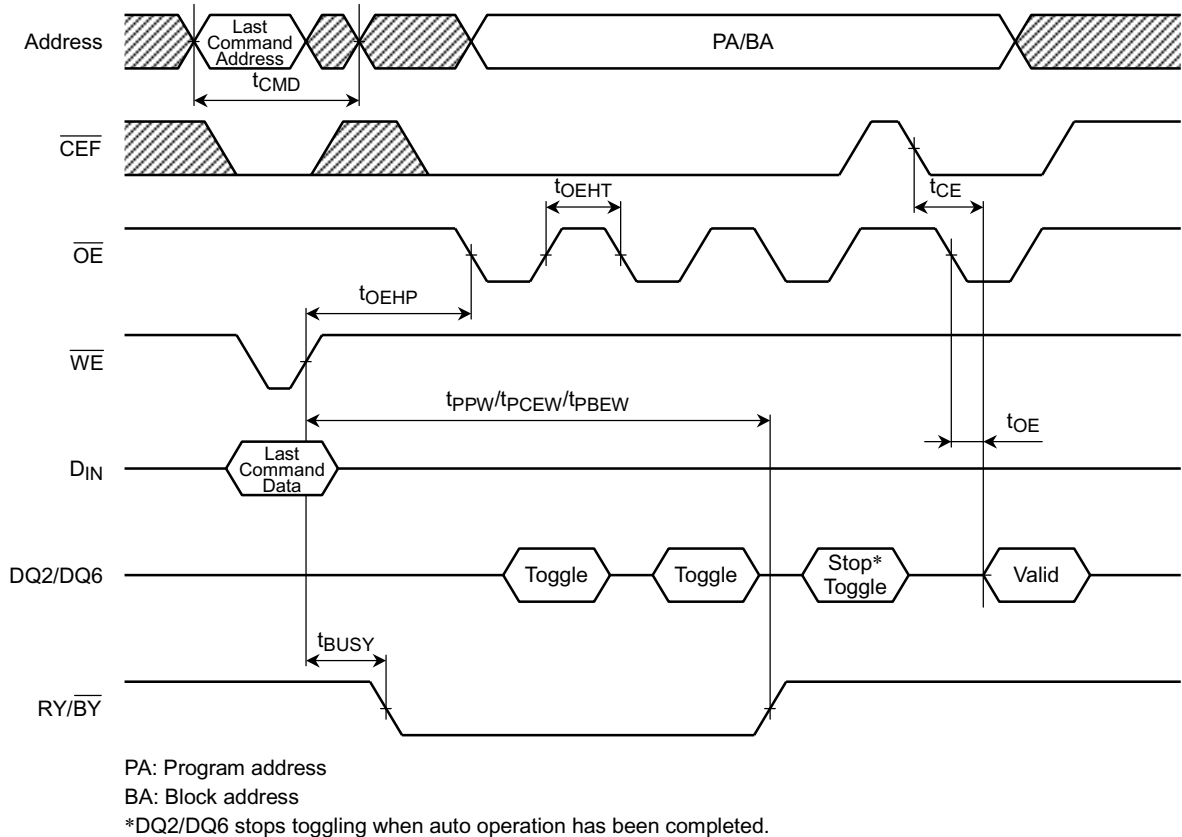 Address
Last
Command
Address
PA/BA
tCMD
CEF
tOEHT
tCE
OE
tOEHP
WE
tPPW/tPCEW/tPBEW
tOE
DIN
Last
Command
Data
DQ2/DQ6
Toggle
Toggle
Stop*
Toggle
Valid
tBUSY
RY/BY
PA: Program address
BA: Block address
*DQ2/DQ6 stops toggling when auto operation has been completed.